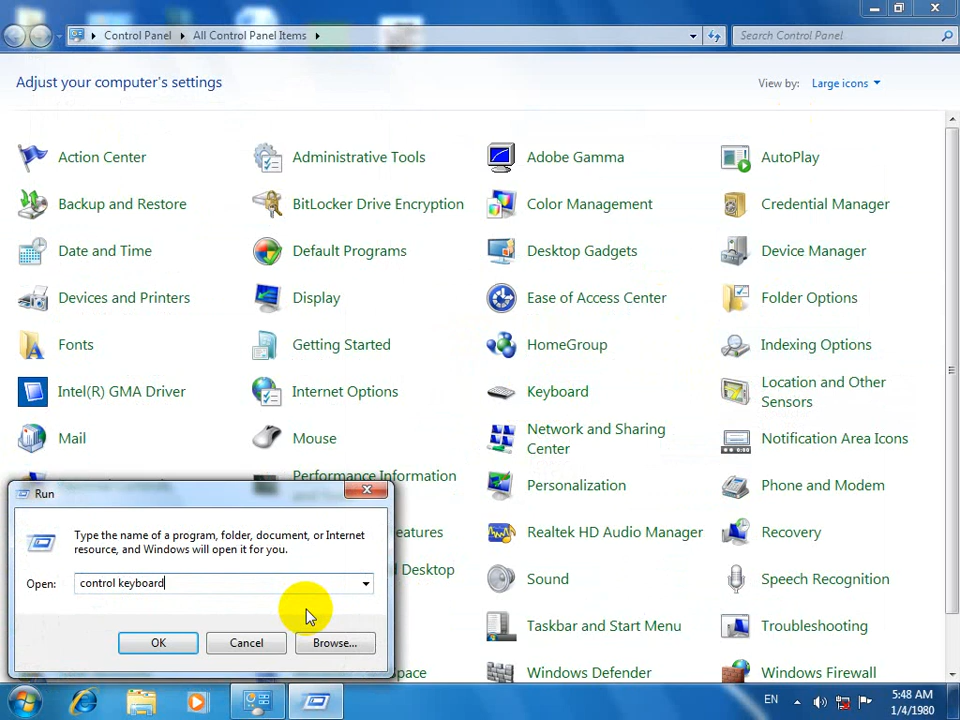 Control Panel
All Control Panel Items
Search Control Panel
Adjust your computer's settings
View by: Large icons
Action Center
Administrative Tools
Adobe Gamma
AutoPlay
Backup and Restore
BitLocker Drive Encryption
Color Management
Credential Manager
Date and Time
Default Programs
Desktop Gadgets
Device Manager
Devices and Printers
Display
Ease of Access Center
Folder Options
Fonts
Getting Started
HomeGroup
Indexing Options
Intel(R) GMA Driver
Internet Options
Keyboard
Location and Other
Sensors
Mail
Mouse
Network and Sharing
Center
Notification Area Icons
Performance Information
Personalization
Phone and Modem
Features
Realtek HD Audio Manager
Recovery
Desktop
Sound
Speech Recognition
Taskbar and Start Menu
Troubleshooting
Windows Defender
Windows Firewall
Run
Type the name of a program, folder, document, or Internet
resource, and Windows will open it for you.
Open: control keyboard
OK
Cancel
Browse...
EN
5:48 AM
1/4/1980